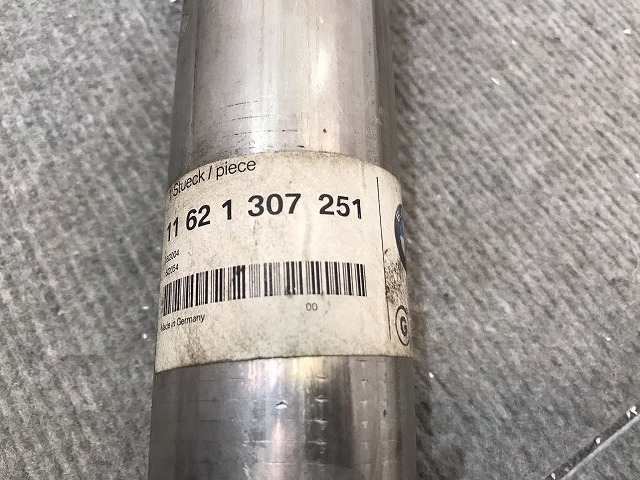 Stueck / piece
11 62 1 307 251
Made in Germany
00
G